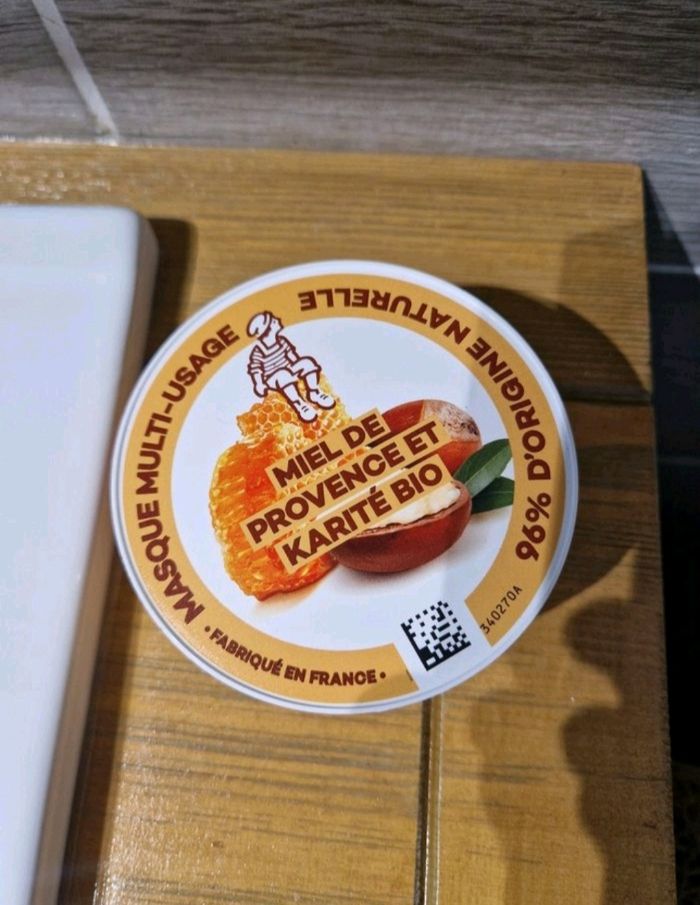 MASQUE MULTI-USAGE
96% D'ORIGINE NATURELLE
MIEL DE
PROVENCE ET
KARITÉ BIO
• FABRIQUÉ EN FRANCE •
340270A